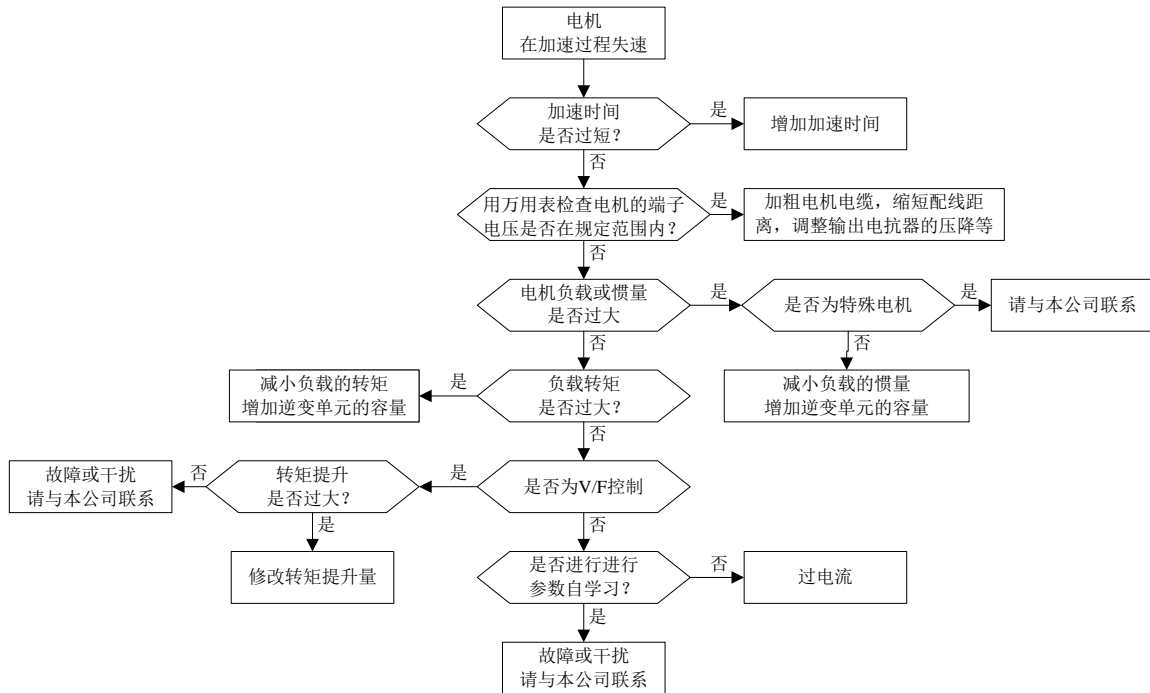 电机
在加速过程失速
加速时间
是否过短？
是
增加加速时间
否
用万用表检查电机的端子
电压是否在规定范围内？
是
加粗电机电缆，缩短配线距
离，调整输出电抗器的压降等
否
电机负载或惯量
是否过大
是
是否为特殊电机
是
请与本公司联系
否
否
减小负载的转矩
增加逆变单元的容量
是
负载转矩
是否过大？
减小负载的惯量
增加逆变单元的容量
否
故障或干扰
请与本公司联系
否
转矩提升
是否过大？
是
是否为V/F控制
是
否
修改转矩提升量
是否进行进行
参数自学习？
否
过电流
是
故障或干扰
请与本公司联系